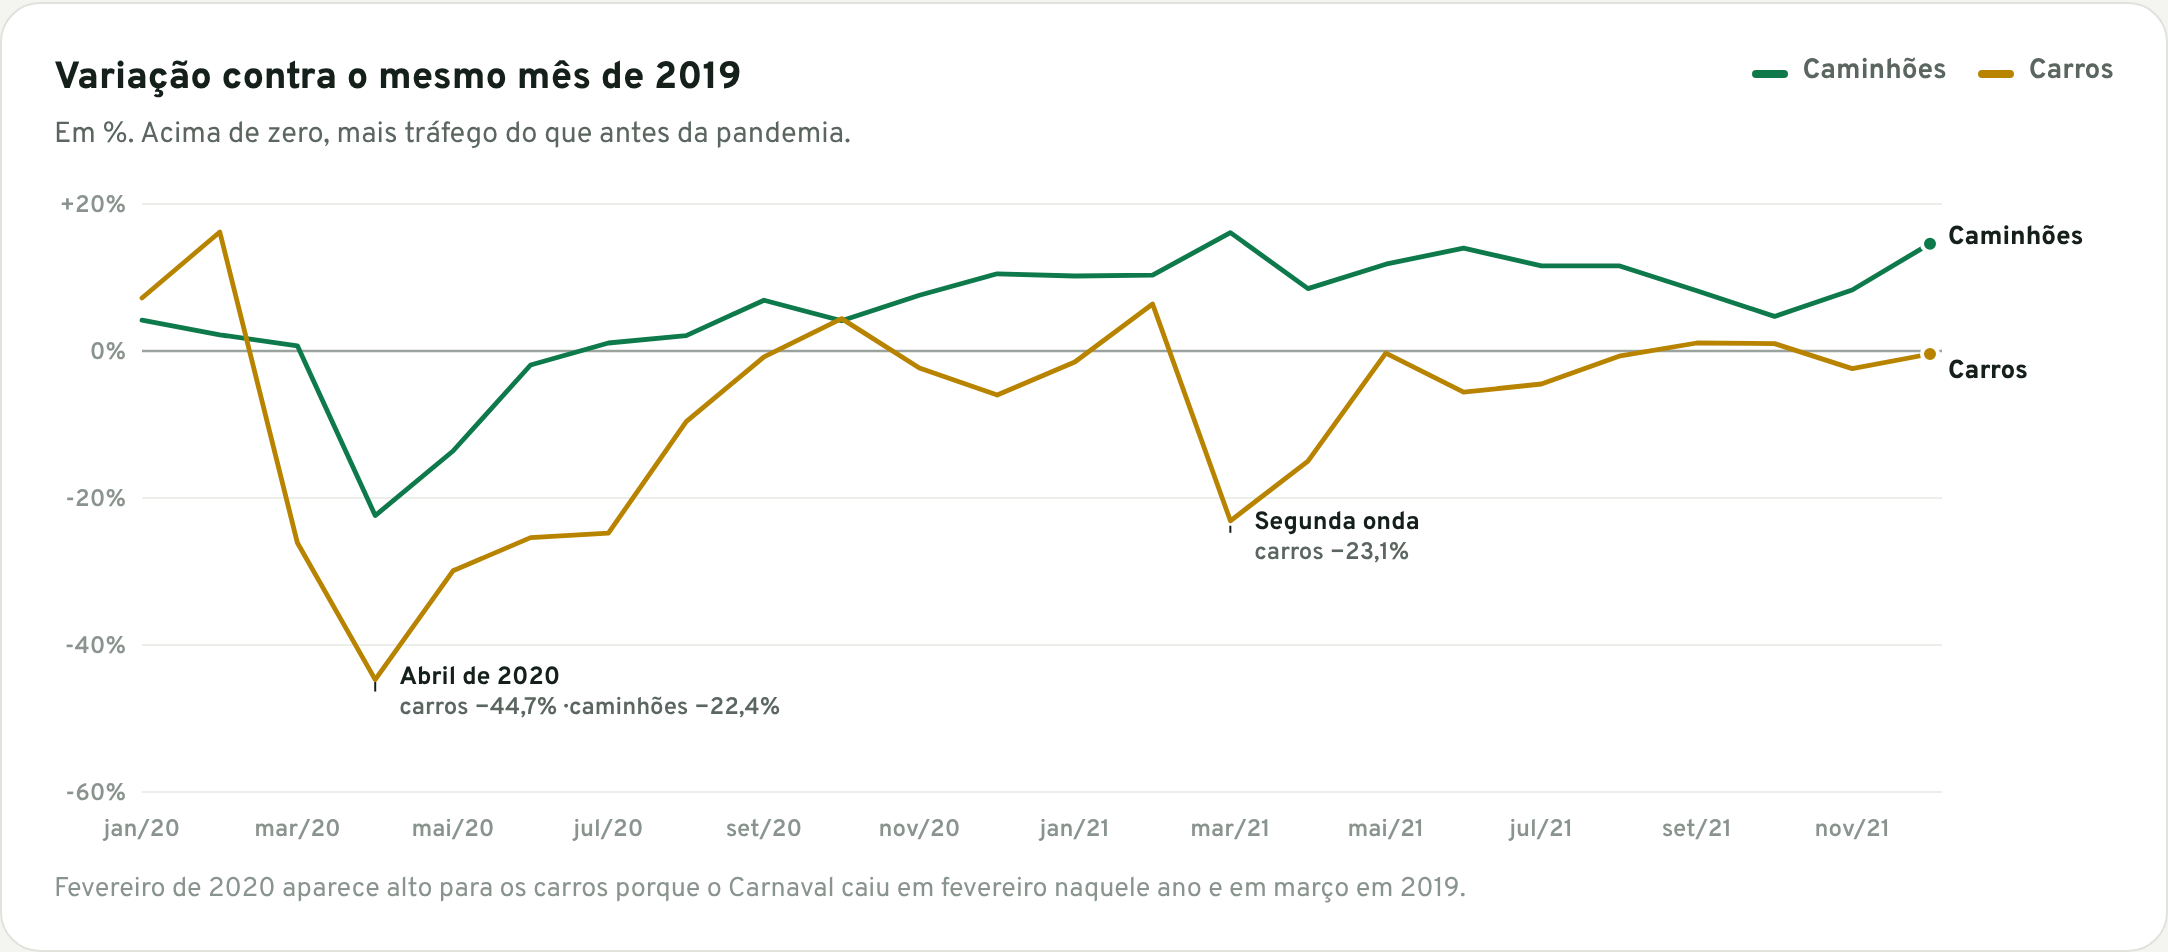 Variação contra o mesmo mês de 2019
Caminhões
Carros
Em %. Acima de zero, mais tráfego do que antes da pandemia.
+20%
0%
-20%
-40%
-60%
Caminhões
Carros
Segunda onda
carros −23,1%
Abril de 2020
carros −44,7% ·caminhões −22,4%
jan/20 mar/20 mai/20 jul/20 set/20 nov/20 jan/21 mar/21 mai/21 jul/21 set/21 nov/21
Fevereiro de 2020 aparece alto para os carros porque o Carnaval caiu em fevereiro naquele ano e em março em 2019.